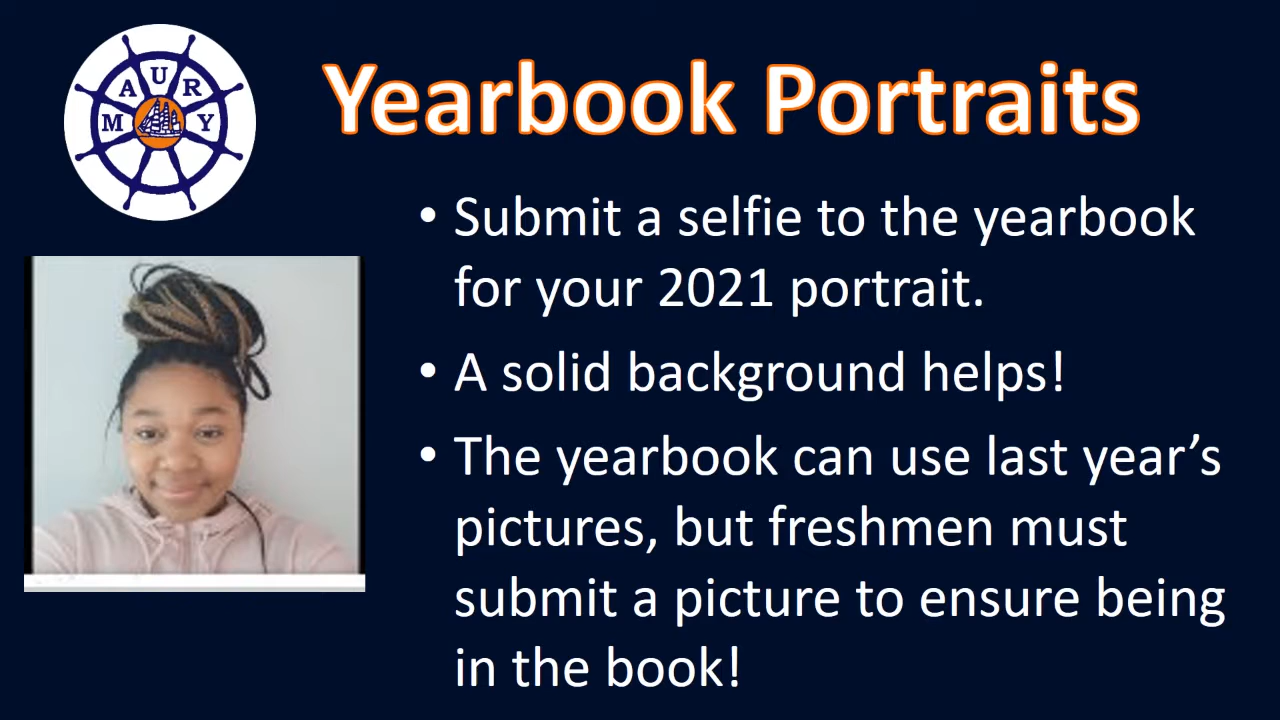 M A U R Y
Yearbook Portraits
• Submit a selfie to the yearbook
for your 2021 portrait.
• A solid background helps!
• The yearbook can use last year’s
pictures, but freshmen must
submit a picture to ensure being
in the book!